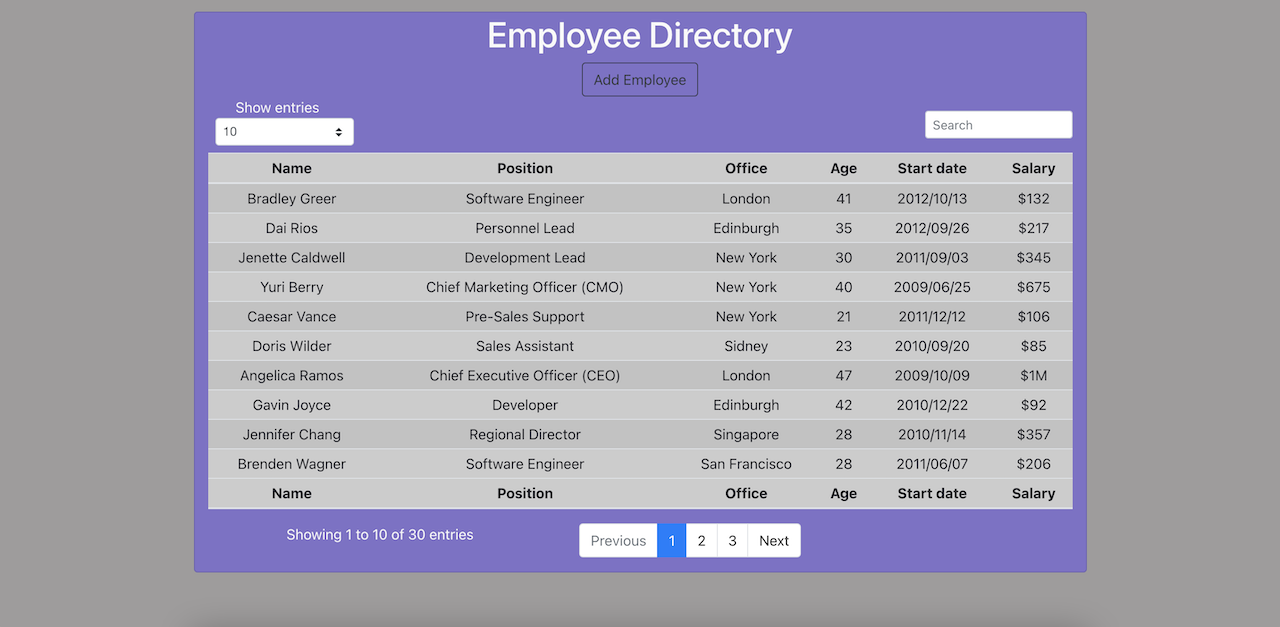 Employee Directory
Add Employee
Show entries
10
Search
Name Position Office Age Start date Salary
Bradley Greer Software Engineer London 41 2012/10/13 $132
Dai Rios Personnel Lead Edinburgh 35 2012/09/26 $217
Jenette Caldwell Development Lead New York 30 2011/09/03 $345
Yuri Berry Chief Marketing Officer (CMO) New York 40 2009/06/25 $675
Caesar Vance Pre-Sales Support New York 21 2011/12/12 $106
Doris Wilder Sales Assistant Sidney 23 2010/09/20 $85
Angelica Ramos Chief Executive Officer (CEO) London 47 2009/10/09 $1M
Gavin Joyce Developer Edinburgh 42 2010/12/22 $92
Jennifer Chang Regional Director Singapore 28 2010/11/14 $357
Brenden Wagner Software Engineer San Francisco 28 2011/06/07 $206
Name Position Office Age Start date Salary
Showing 1 to 10 of 30 entries
Previous 1 2 3 Next